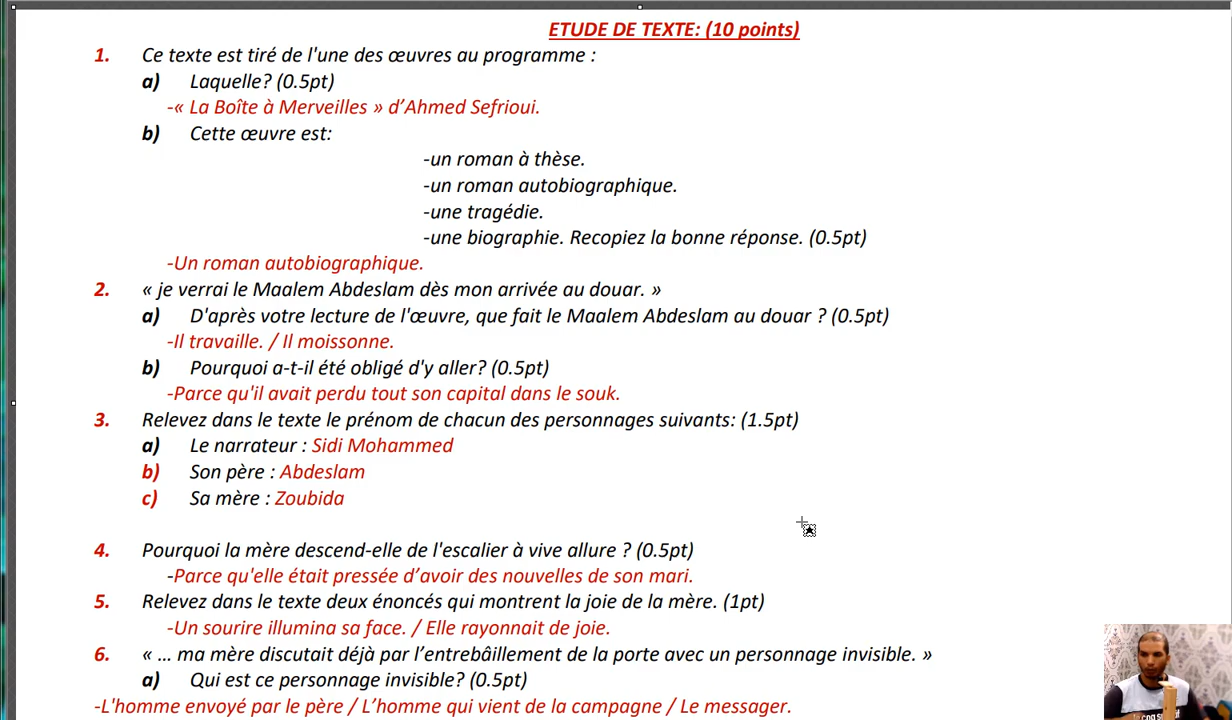 ETUDE DE TEXTE: (10 points)
1. Ce texte est tiré de l'une des œuvres au programme :
a) Laquelle? (0.5pt)
-« La Boîte à Merveilles » d’Ahmed Sefrioui.
b) Cette œuvre est:
-un roman à thèse.
-un roman autobiographique.
-une tragédie.
-une biographie. Recopiez la bonne réponse. (0.5pt)
-Un roman autobiographique.
2. « je verrai le Maalem Abdeslam dès mon arrivée au douar. »
a) D'après votre lecture de l'œuvre, que fait le Maalem Abdeslam au douar ? (0.5pt)
-Il travaille. / Il moissonne.
b) Pourquoi a-t-il été obligé d'y aller? (0.5pt)
-Parce qu'il avait perdu tout son capital dans le souk.
3. Relevez dans le texte le prénom de chacun des personnages suivants: (1.5pt)
a) Le narrateur : Sidi Mohammed
b) Son père : Abdeslam
c) Sa mère : Zoubida
4. Pourquoi la mère descend-elle de l'escalier à vive allure ? (0.5pt)
-Parce qu'elle était pressée d’avoir des nouvelles de son mari.
5. Relevez dans le texte deux énoncés qui montrent la joie de la mère. (1pt)
-Un sourire illumina sa face. / Elle rayonnait de joie.
6. « … ma mère discutait déjà par l’entrebâillement de la porte avec un personnage invisible. »
a) Qui est ce personnage invisible? (0.5pt)
-L'homme envoyé par le père / L’homme qui vient de la campagne / Le messager.